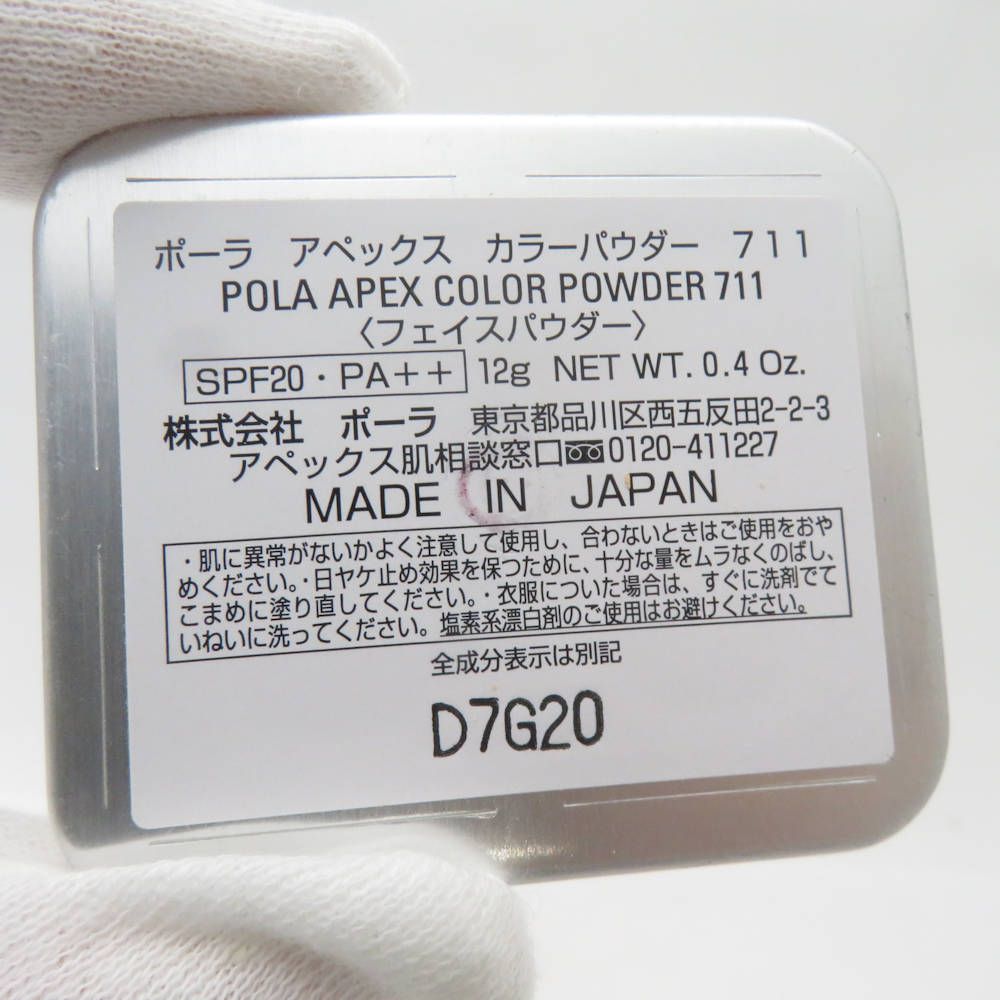 ポーラ　アペックス　カラーパウダー　７１１
POLA APEX COLOR POWDER 711
〈フェイスパウダー〉
SPF20・PA++ 12g NET WT. 0.4 Oz.
株式会社　ポーラ　東京都品川区西五反田2-2-3
アペックス肌相談窓口 0120-411227
MADE IN JAPAN
・肌に異常がないかよく注意して使用し、合わないときはご使用をおや
めください。・日ヤケ止め効果を保つために、十分な量をムラなくのばし、
こまめに塗り直してください。・衣服についた場合は、すぐに洗剤でて
いねいに洗ってください。塩素系漂白剤のご使用はお避けください。
全成分表示は別記
D7G20